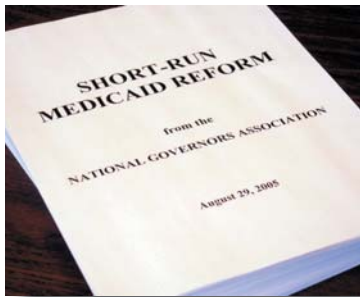 SHORT-RUN
MEDICAID REFORM
from the
NATIONAL GOVERNORS ASSOCIATION
August 29, 2005